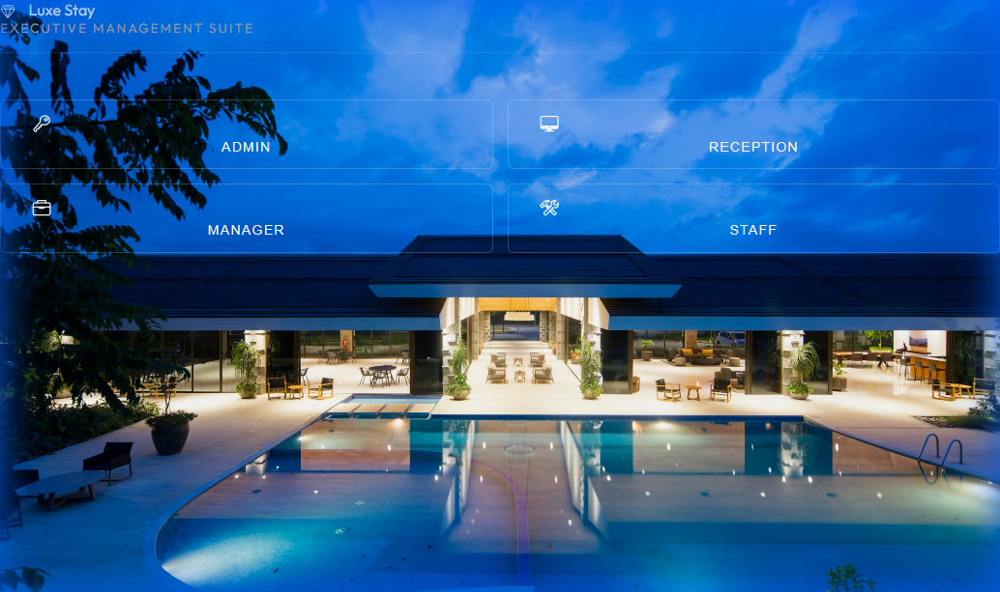 Luxe Stay
EXECUTIVE MANAGEMENT SUITE
ADMIN
RECEPTION
MANAGER
STAFF